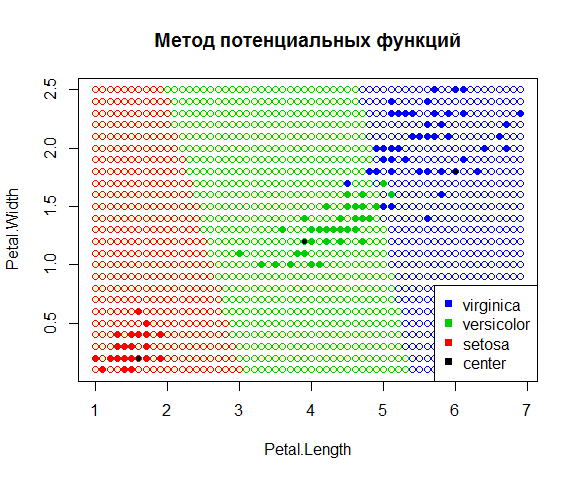 Метод потенциальных функций
Petal.Width
2.5
2.0
1.5
1.0
0.5
virginica
versicolor
setosa
center
1 2 3 4 5 6 7
Petal.Length